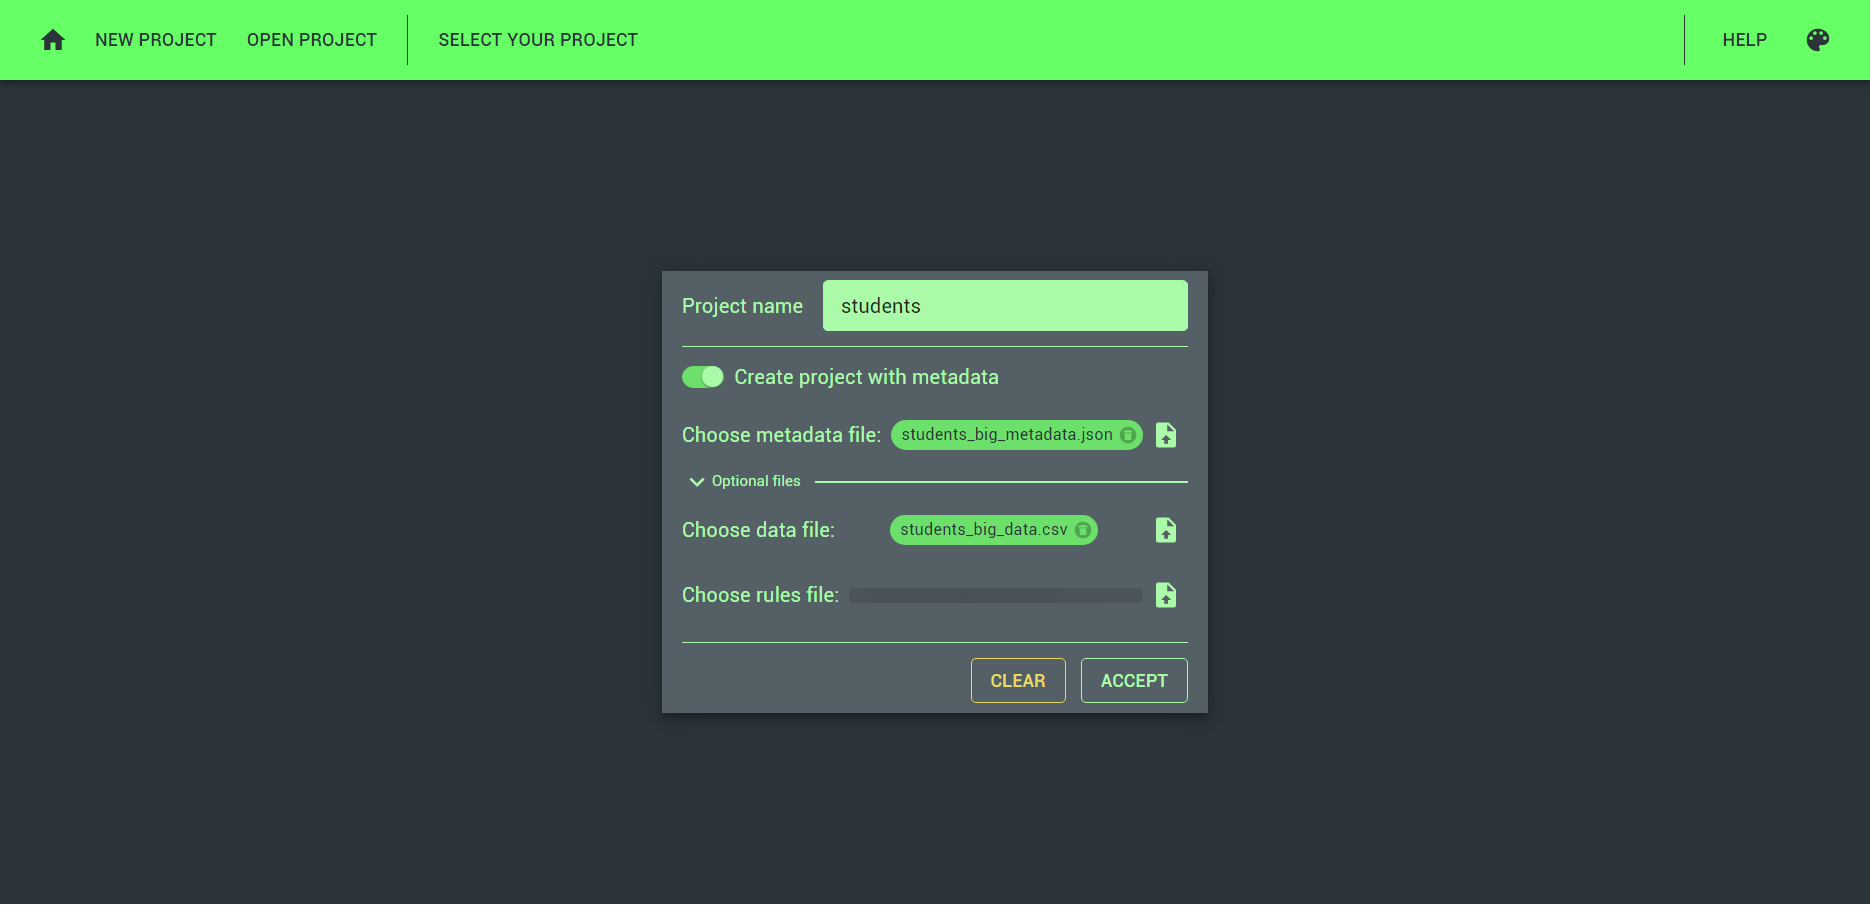 NEW PROJECT OPEN PROJECT SELECT YOUR PROJECT HELP
Project name students
Create project with metadata
Choose metadata file: students_big_metadata.json
Optional files
Choose data file: students_big_data.csv
Choose rules file:
CLEAR ACCEPT